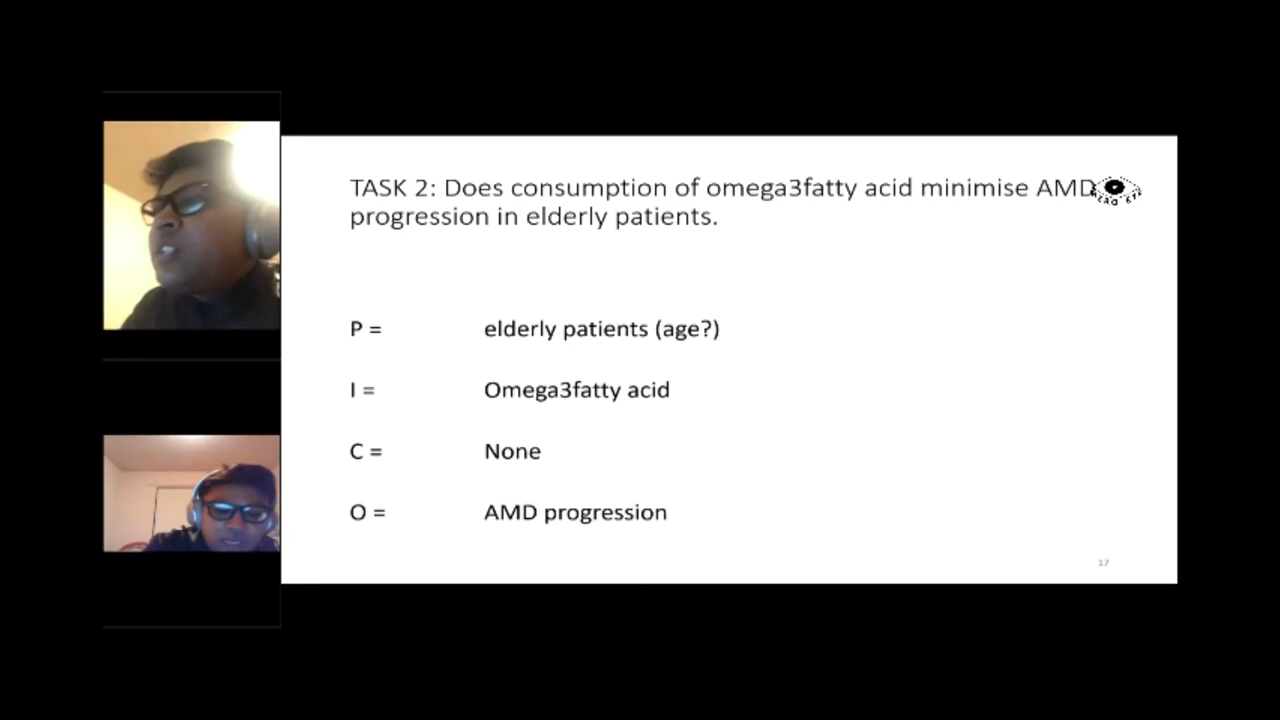 TASK 2: Does consumption of omega3fatty acid minimise AMD
progression in elderly patients.
P = elderly patients (age?)
I = Omega3fatty acid
C = None
O = AMD progression
17